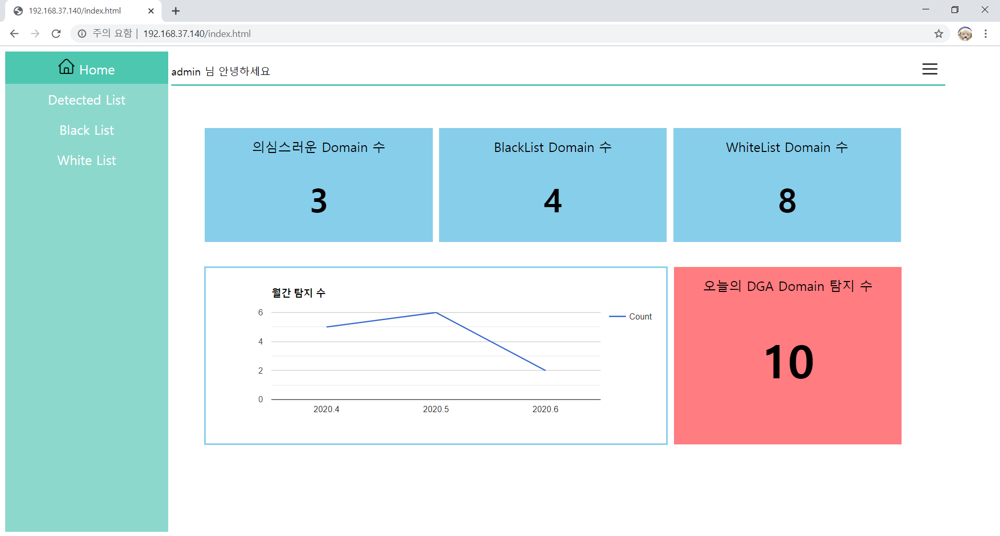 192.168.37.140/index.html
주의 요함 | 192.168.37.140/index.html
Home
Detected List
Black List
White List
admin 님 안녕하세요
의심스러운 Domain 수
3
BlackList Domain 수
4
WhiteList Domain 수
8
월간 탐지 수
6
4
2
0
2020.4
2020.5
2020.6
Count
오늘의 DGA Domain 탐지 수
10